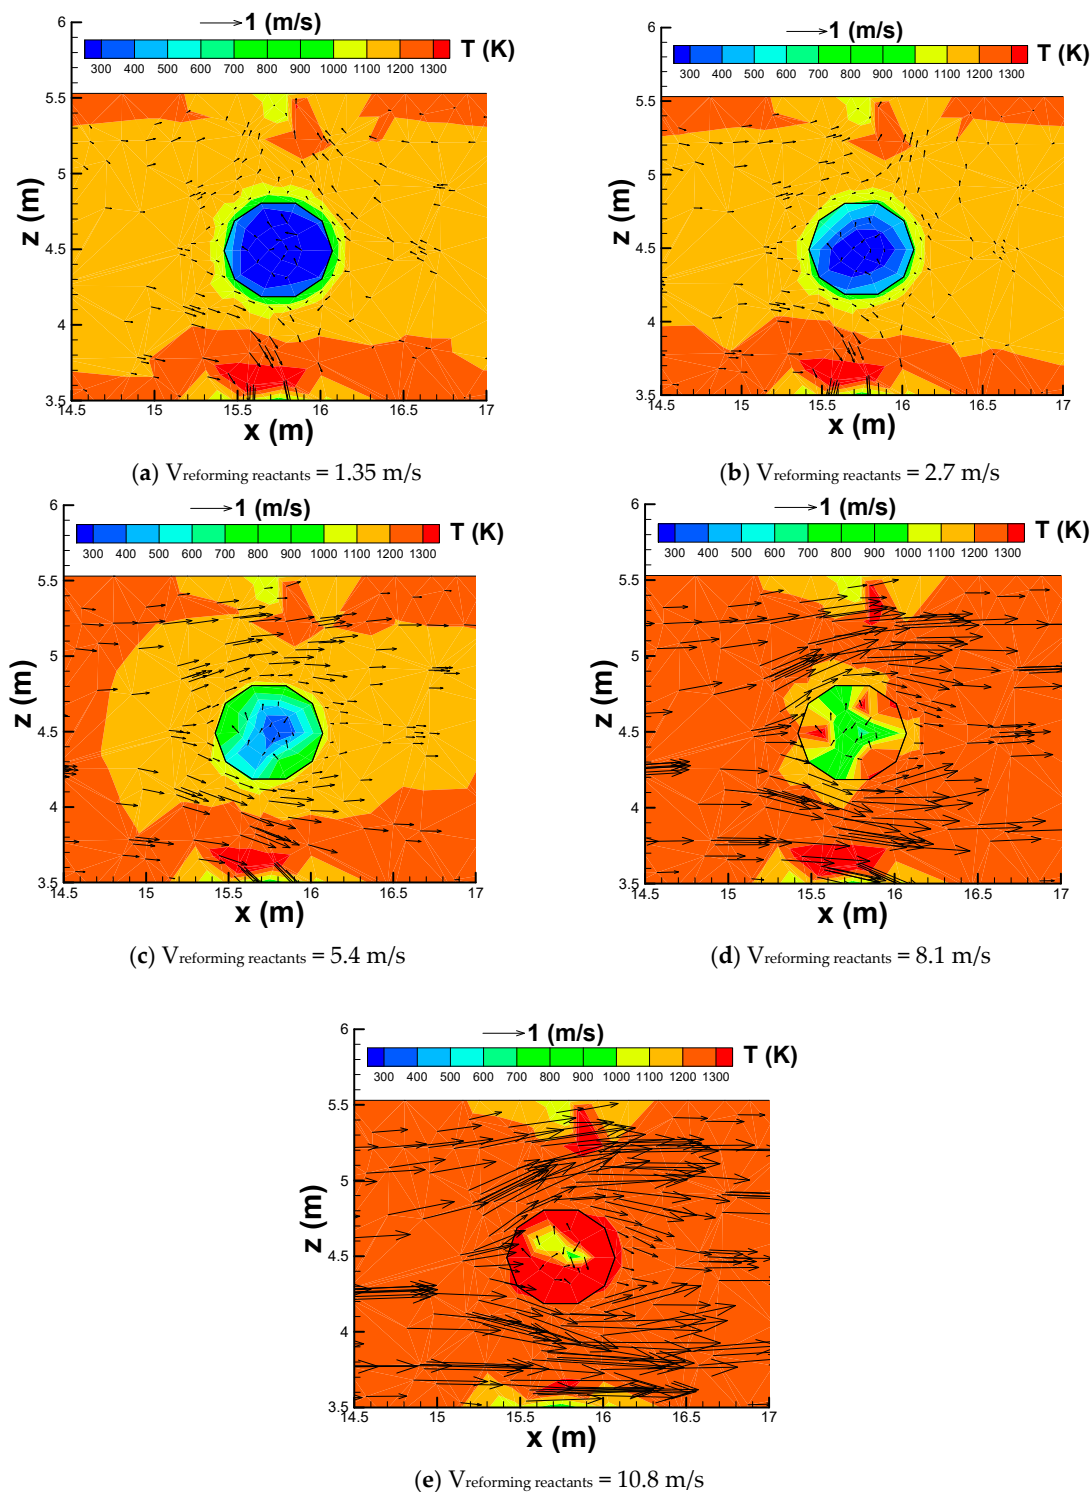 6
1 (m/s)
T (K)
300 400 500 600 700 800 900 1000 1100 1200 1300
5.5
5
z (m)
4.5
4
3.5
14.5 15 15.5 16 16.5 17
x (m)
(a) Vreforming reactants = 1.35 m/s
6
1 (m/s)
T (K)
300 400 500 600 700 800 900 1000 1100 1200 1300
5.5
5
z (m)
4.5
4
3.5
14.5 15 15.5 16 16.5 17
x (m)
(b) Vreforming reactants = 2.7 m/s
6
1 (m/s)
T (K)
300 400 500 600 700 800 900 1000 1100 1200 1300
5.5
5
z (m)
4.5
4
3.5
14.5 15 15.5 16 16.5 17
x (m)
(c) Vreforming reactants = 5.4 m/s
6
1 (m/s)
T (K)
300 400 500 600 700 800 900 1000 1100 1200 1300
5.5
5
z (m)
4.5
4
3.5
14.5 15 15.5 16 16.5 17
x (m)
(d) Vreforming reactants = 8.1 m/s
6
1 (m/s)
T (K)
300 400 500 600 700 800 900 1000 1100 1200 1300
5.5
5
z (m)
4.5
4
3.5
14.5 15 15.5 16 16.5 17
x (m)
(e) Vreforming reactants = 10.8 m/s